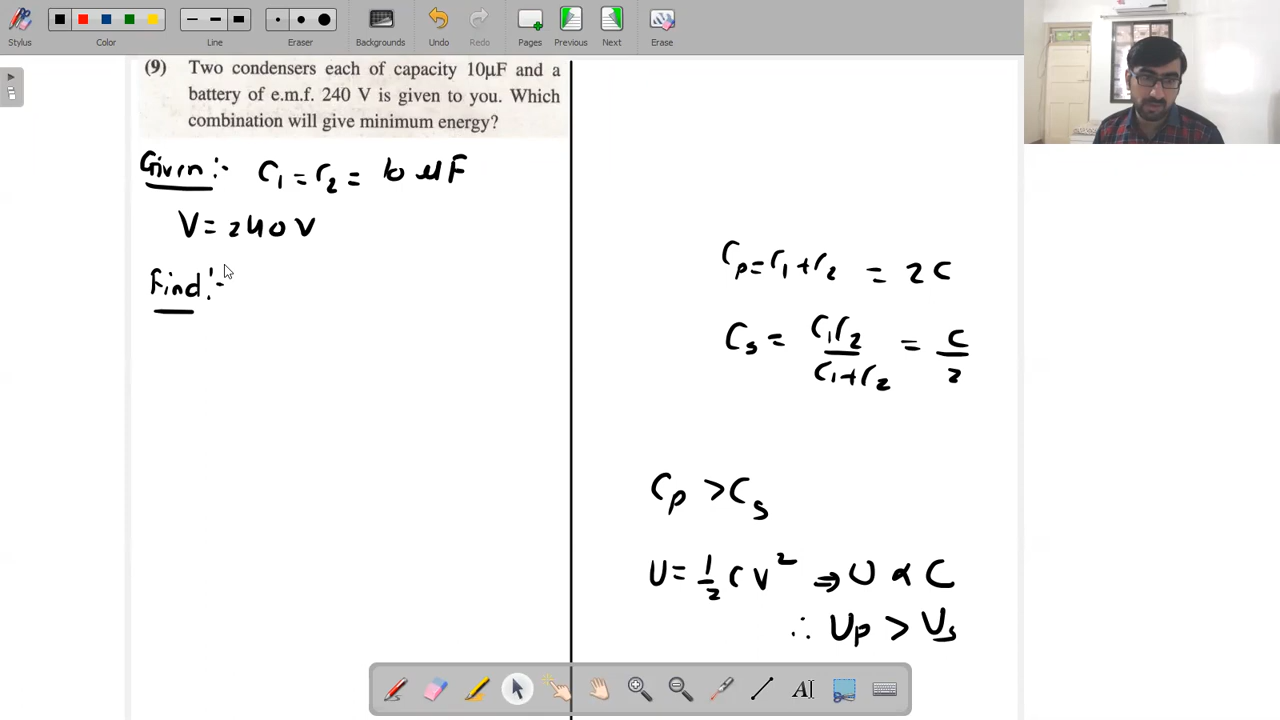 Stylus
Color
Line
Eraser
Backgrounds
Undo
Redo
Pages
Previous
Next
Erase
(9) Two condensers each of capacity 10μF and a
battery of e.m.f. 240 V is given to you. Which
combination will give minimum energy?
Given :- C₁ = C₂ = 10 μF
V = 240 V
Find :-
Cₚ = C₁ + C₂ = 2C
Cₛ = C₁C₂ / C₁+C₂ = C/2
Cₚ > Cₛ
U = 1/2 C V² ⇒ U ∝ C
∴ Uₚ > Uₛ
AI